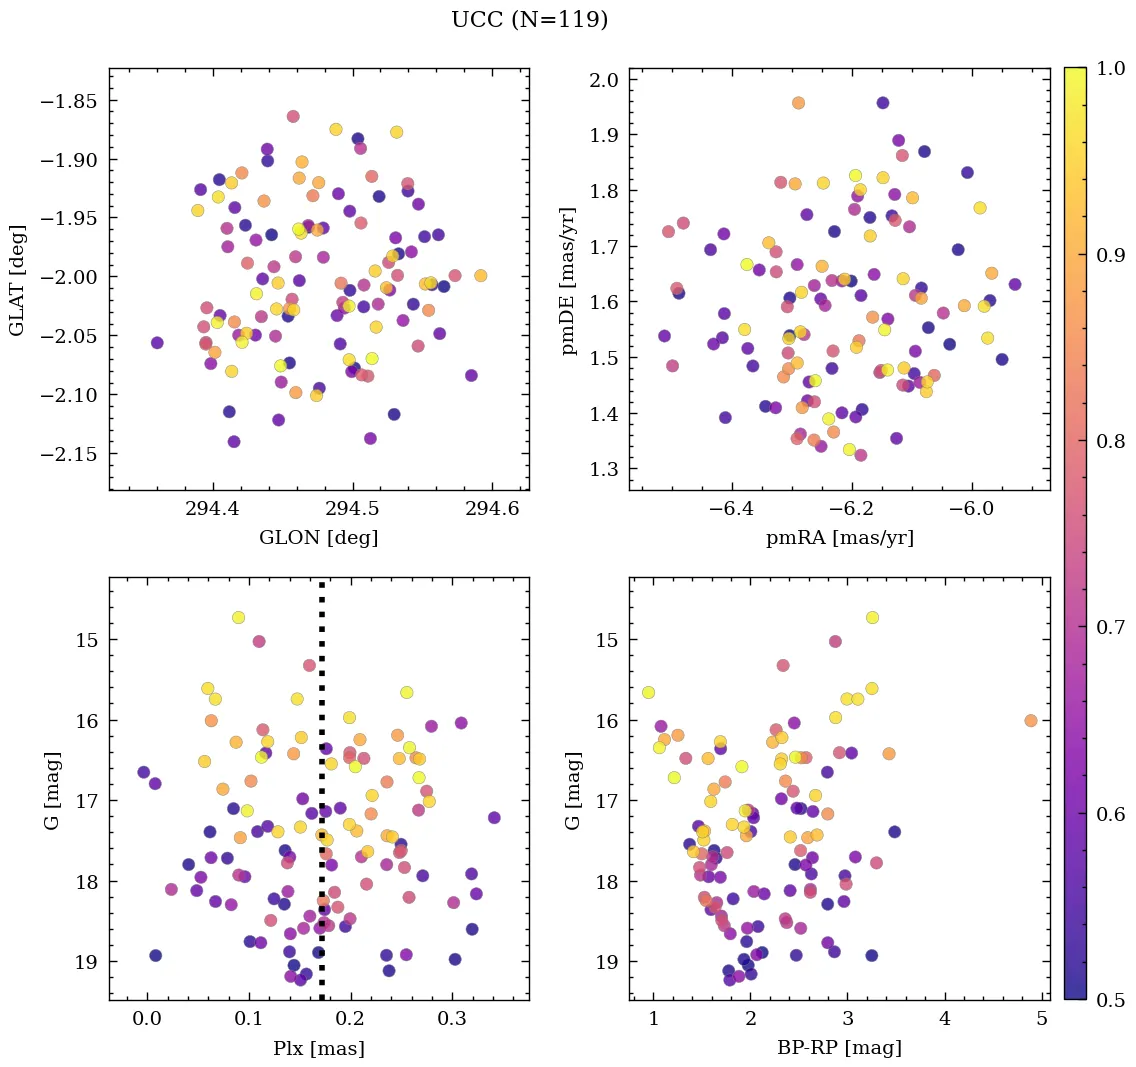 UCC (N=119)
−1.85
−1.90
−1.95
−2.00
−2.05
−2.10
−2.15
GLAT [deg]
294.4 294.5 294.6
GLON [deg]
2.0
1.9
1.8
1.7
1.6
1.5
1.4
1.3
pmDE [mas/yr]
−6.4 −6.2 −6.0
pmRA [mas/yr]
1.0
0.9
0.8
0.7
0.6
0.5
15
16
17
18
19
G [mag]
0.0 0.1 0.2 0.3
Plx [mas]
15
16
17
18
19
G [mag]
1 2 3 4 5
BP-RP [mag]